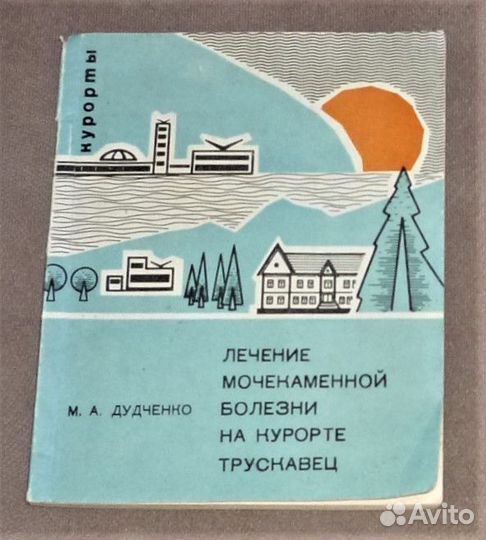 курорты
ЛЕЧЕНИЕ
МОЧЕКАМЕННОЙ
М. А. ДУДЧЕНКО БОЛЕЗНИ
НА КУРОРТЕ
ТРУСКАВЕЦ
Avito